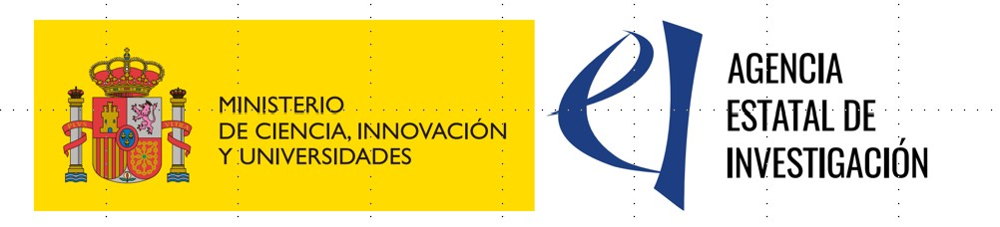 MINISTERIO
DE CIENCIA, INNOVACIÓN
Y UNIVERSIDADES
AGENCIA
ESTATAL DE
INVESTIGACIÓN